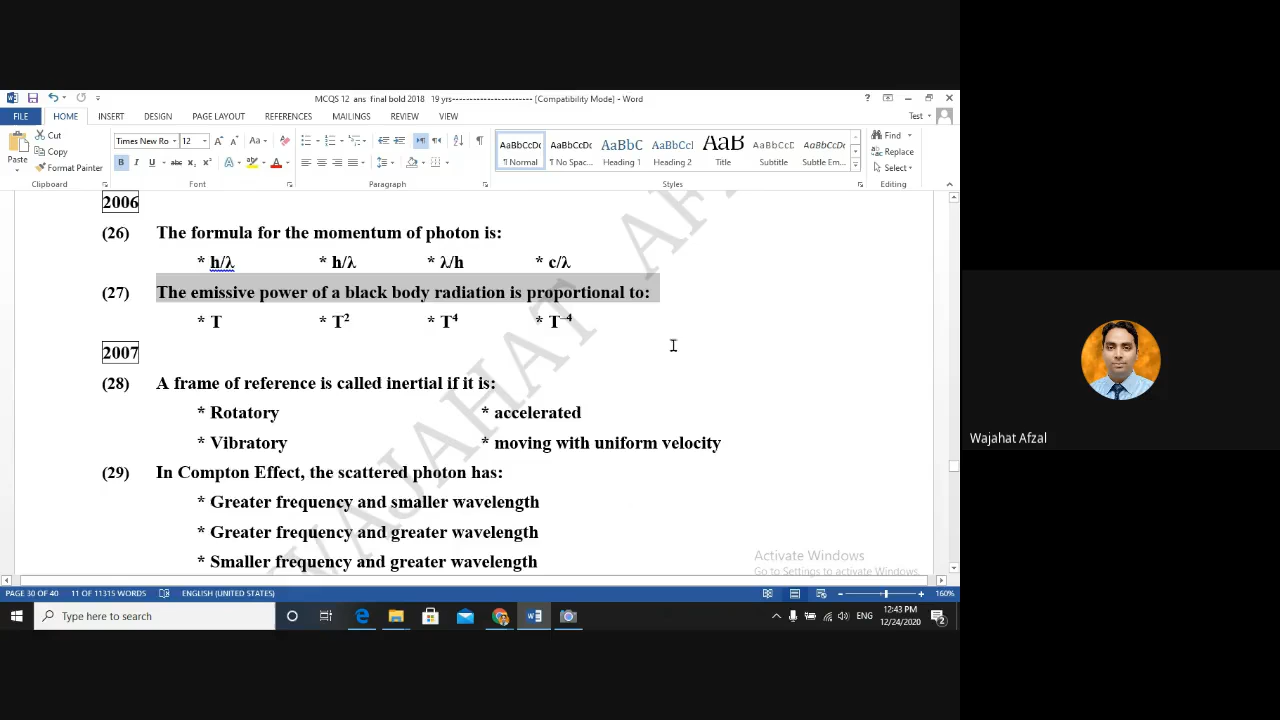 MCQS 12 ans final bold 2018 19 yrs----------------------- [Compatibility Mode] - Word
FILE HOME INSERT DESIGN PAGE LAYOUT REFERENCES MAILINGS REVIEW VIEW Test
Cut
Copy
Format Painter
Paste
Times New Ro 12
AaBbCcDc AaBbCcDc AaBbC AaBbCc AaB AaBbCcD AaBbCcDc
¶ Normal ¶ No Spac... Heading 1 Heading 2 Title Subtitle Subtle Em...
Find
Replace
Select
Clipboard Font Paragraph Styles Editing
2006
(26) The formula for the momentum of photon is:
* h/λ * h/λ * λ/h * c/λ
(27) The emissive power of a black body radiation is proportional to:
* T * T² * T⁴ * T⁻⁴
2007
(28) A frame of reference is called inertial if it is:
* Rotatory * accelerated
* Vibratory * moving with uniform velocity
(29) In Compton Effect, the scattered photon has:
* Greater frequency and smaller wavelength
* Greater frequency and greater wavelength
* Smaller frequency and greater wavelength
WAJAHAT AF
Activate Windows
Go to Settings to activate Windows.
PAGE 30 OF 40 11 OF 11315 WORDS ENGLISH (UNITED STATES) 160%
Type here to search
ENG
12:43 PM
12/24/2020
2
Wajahat Afzal